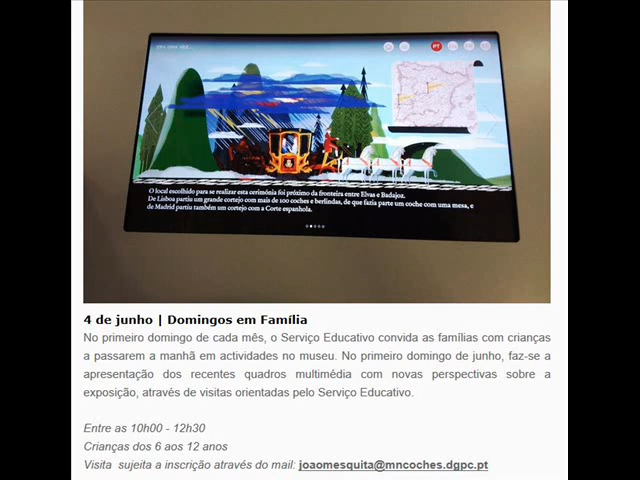 ERA UMA VEZ...
PT
O local escolhido para se realizar esta cerimónia foi próximo da fronteira entre Elvas e Badajoz.
De Lisboa partiu um grande cortejo com mais de 100 coches e berlindas, de que fazia parte um coche com uma mesa, e
de Madrid partiu também um cortejo com a Corte espanhola.
4 de junho | Domingos em Família
No primeiro domingo de cada mês, o Serviço Educativo convida as famílias com crianças
a passarem a manhã em actividades no museu. No primeiro domingo de junho, faz-se a
apresentação dos recentes quadros multimédia com novas perspectivas sobre a
exposição, através de visitas orientadas pelo Serviço Educativo.
Entre as 10h00 - 12h30
Crianças dos 6 aos 12 anos
Visita sujeita a inscrição através do mail: joaomesquita@mncoches.dgpc.pt